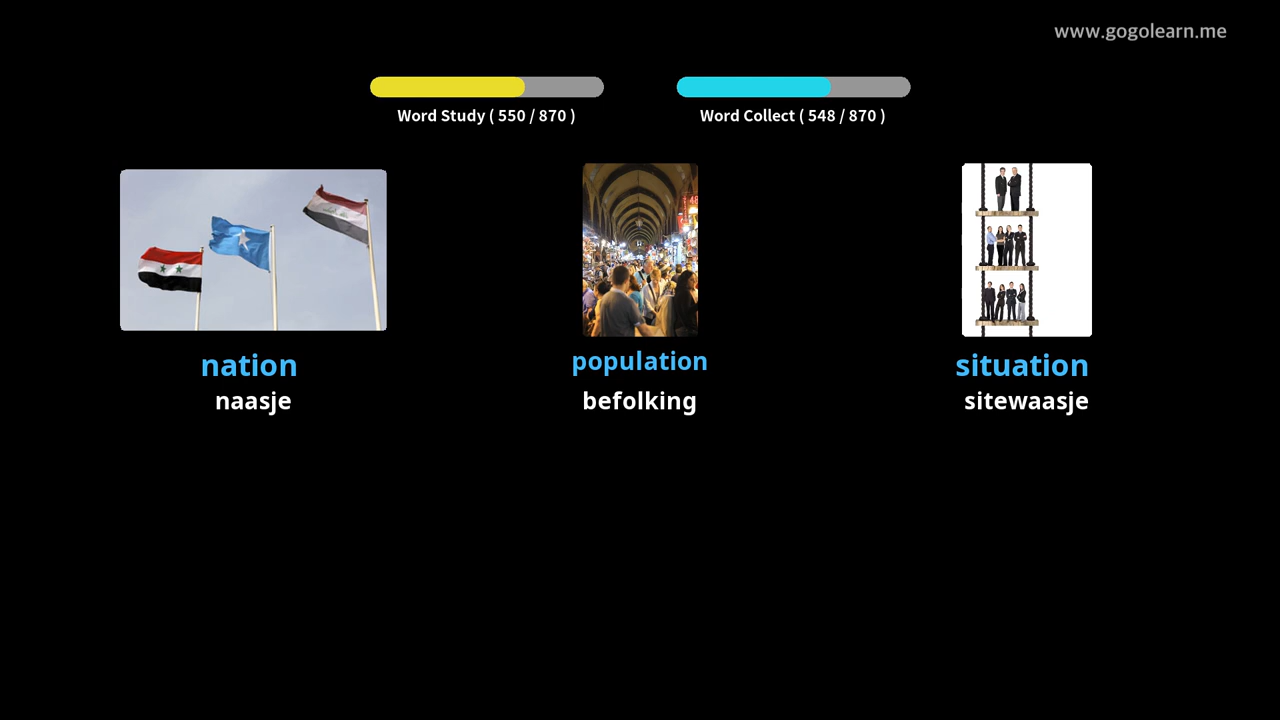 www.gogolearn.me
Word Study ( 550 / 870 )
Word Collect ( 548 / 870 )
nation
population
situation
naasje
befolking
sitewaasje